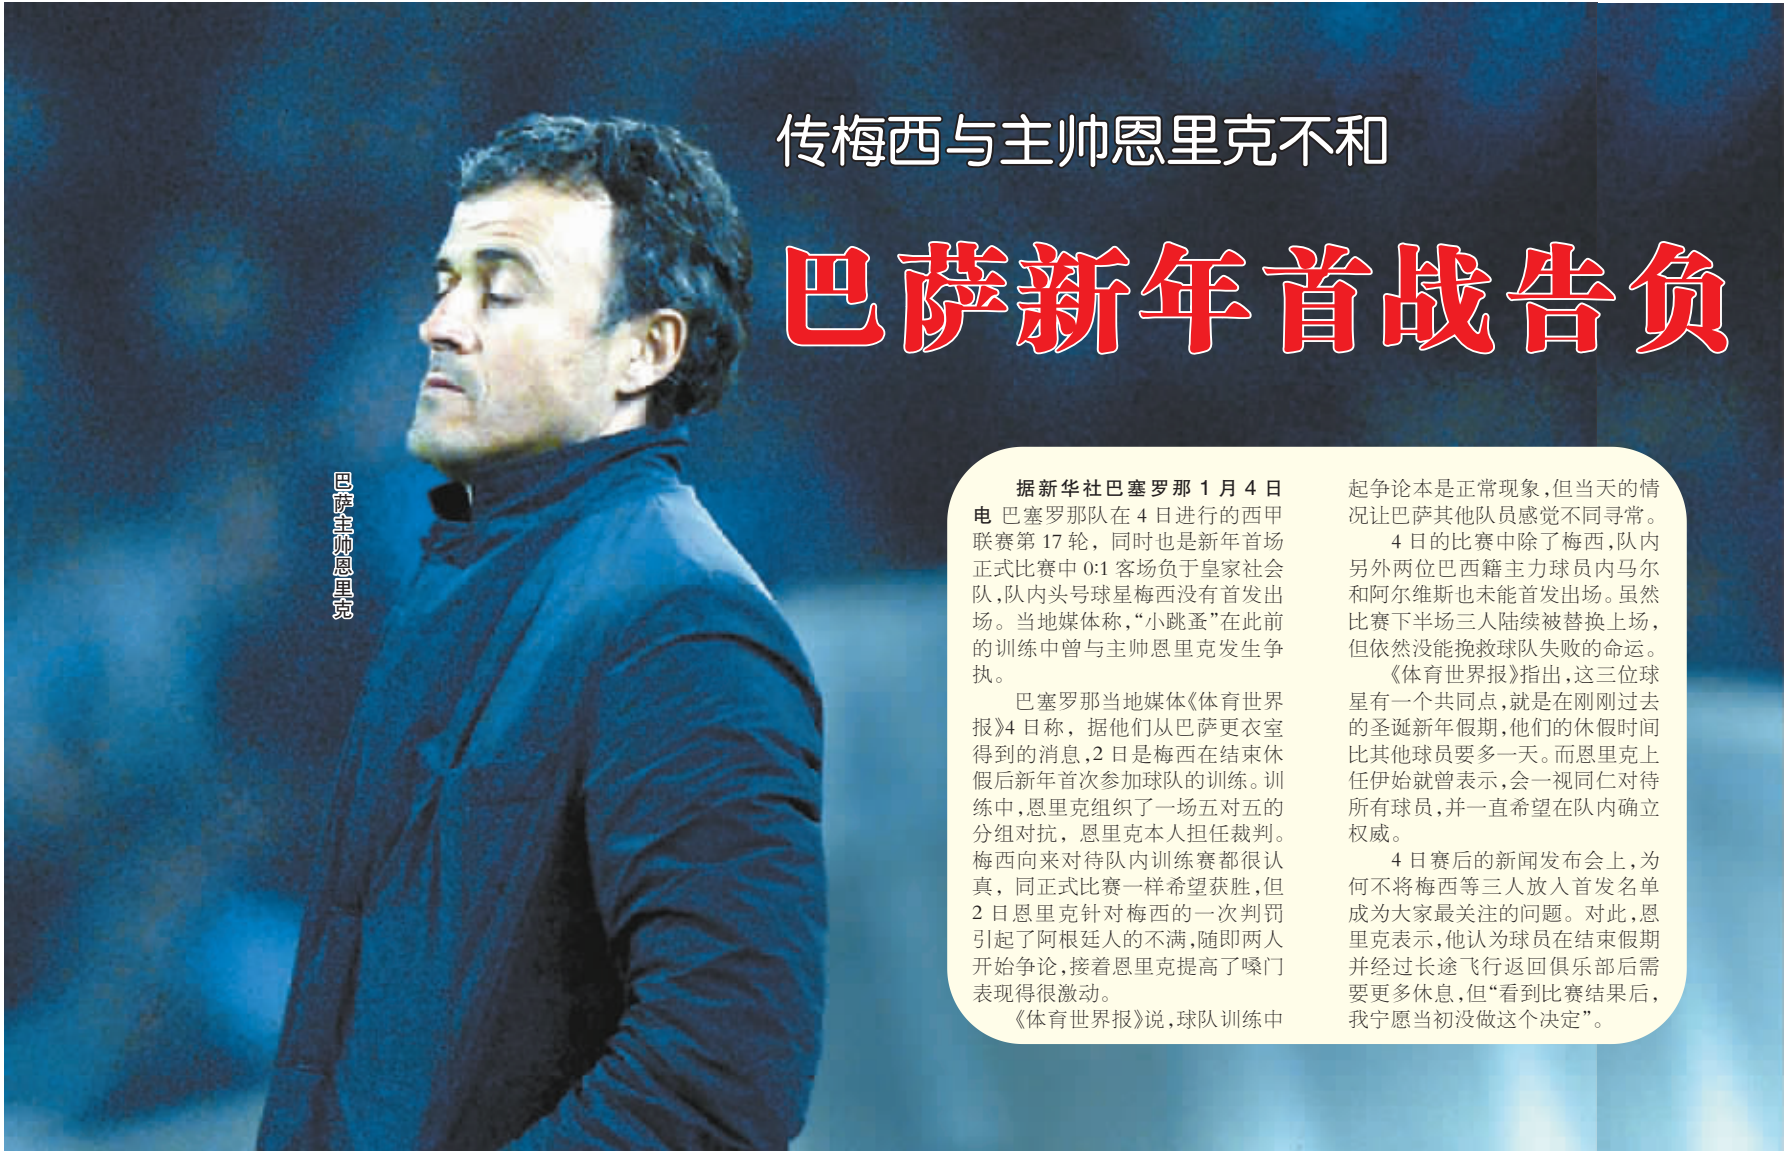 传梅西与主帅恩里克不和
巴萨新年首战告负
巴萨主帅恩里克
据新华社巴塞罗那1月4日
电 巴塞罗那队在4日进行的西甲
联赛第17轮，同时也是新年首场
正式比赛中0:1客场负于皇家社会
队，队内头号球星梅西没有首发出
场。当地媒体称，“小跳蚤”在此前
的训练中曾与主帅恩里克发生争
执。
巴塞罗那当地媒体《体育世界
报》4日称，据他们从巴萨更衣室
得到的消息，2日是梅西在结束休
假后新年首次参加球队的训练。训
练中，恩里克组织了一场五对五的
分组对抗，恩里克本人担任裁判。
梅西向来对待队内训练赛都很认
真，同正式比赛一样希望获胜，但
2日恩里克针对梅西的一次判罚
引起了阿根廷人的不满，随即两人
开始争论，接着恩里克提高了嗓门
表现得很激动。
《体育世界报》说，球队训练中
起争论本是正常现象，但当天的情
况让巴萨其他队员感觉不同寻常。
4日的比赛中除了梅西，队内
另外两位巴西籍主力球员内马尔
和阿尔维斯也未能首发出场。虽然
比赛下半场三人陆续被替换上场，
但依然没能挽救球队失败的命运。
《体育世界报》指出，这三位球
星有一个共同点，就是在刚刚过去
的圣诞新年假期，他们的休假时间
比其他球员要多一天。而恩里克上
任伊始就曾表示，会一视同仁对待
所有球员，并一直希望在队内确立
权威。
4日赛后的新闻发布会上，为
何不将梅西等三人放入首发名单
成为大家最关注的问题。对此，恩
里克表示，他认为球员在结束假期
并经过长途飞行返回俱乐部后需
要更多休息，但“看到比赛结果后，
我宁愿当初没做这个决定”。